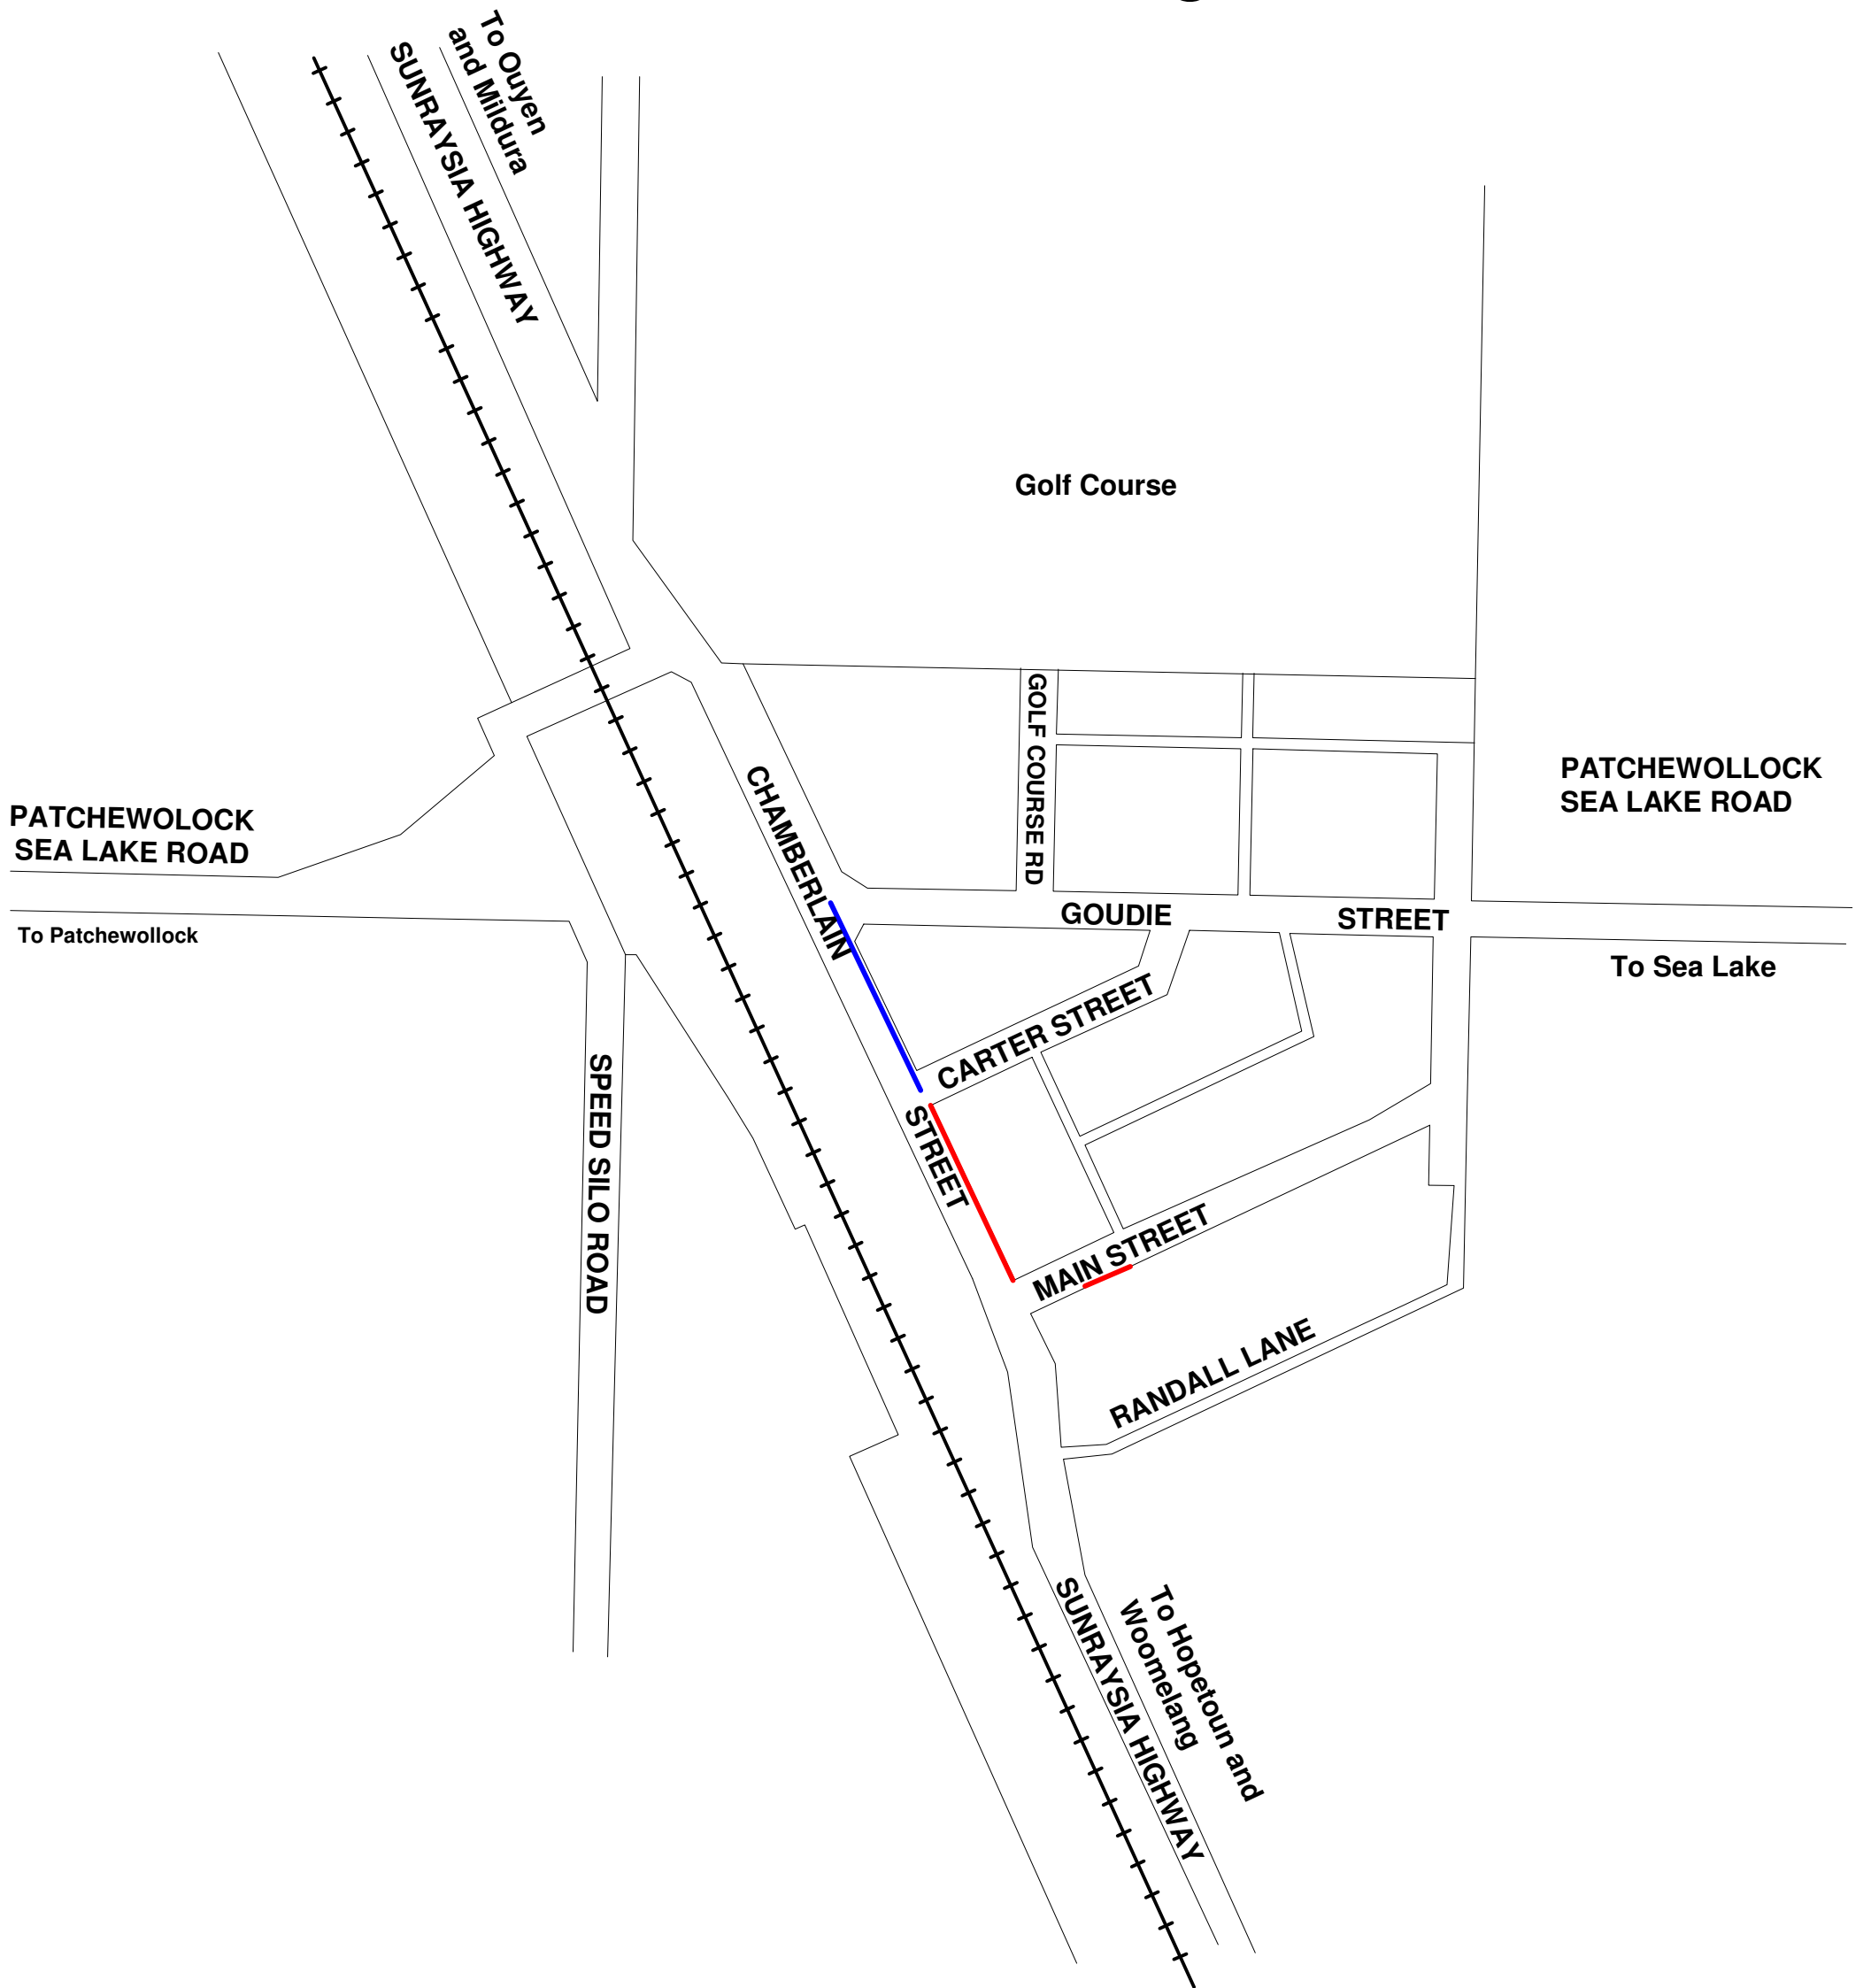 To Ouyen
and Mildura
SUNRAYSIA HIGHWAY
Golf Course
GOLF COURSE RD
CHAMBERLAIN
STREET
PATCHEWOLLOCK
SEA LAKE ROAD
PATCHEWOLOCK
SEA LAKE ROAD
To Patchewollock
GOUDIE STREET
To Sea Lake
CARTER STREET
SPEED SILO ROAD
MAIN STREET
RANDALL LANE
To Hopetoun and
Woomelang
SUNRAYSIA HIGHWAY